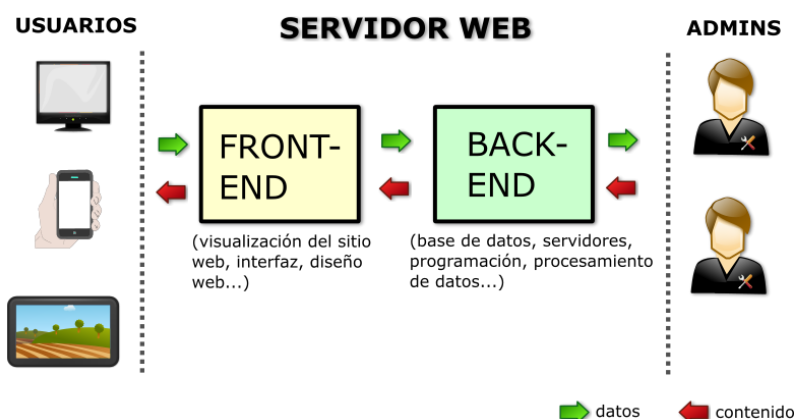 USUARIOS
SERVIDOR WEB
ADMINS
FRONT-
END
BACK-
END
(visualización del sitio
web, interfaz, diseño
web...)
(base de datos, servidores,
programación, procesamiento
de datos...)
datos
contenido